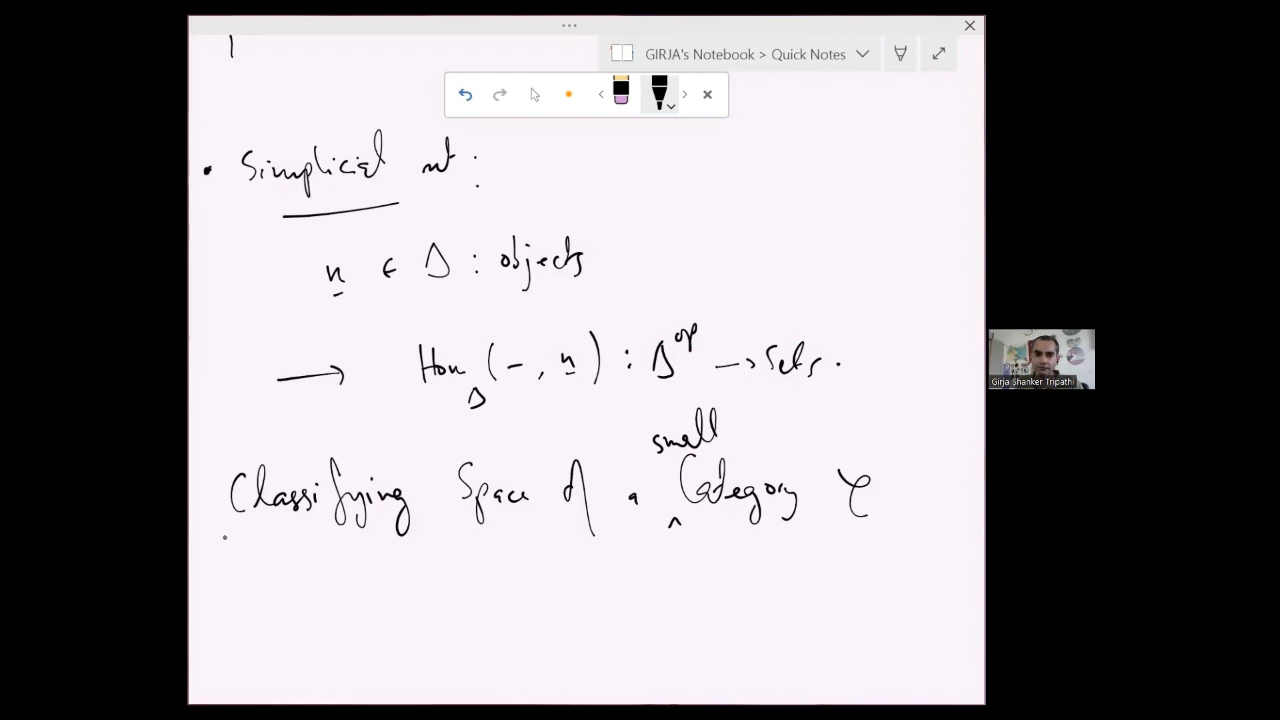 GIRJA's Notebook > Quick Notes
• Simplicial set :
n ∈ Δ : objects
→ Hom_Δ (−, n) : Δ^op → Sets.
small
Classifying Space of a ^ Category 𝒞
Girja Shanker Tripathi